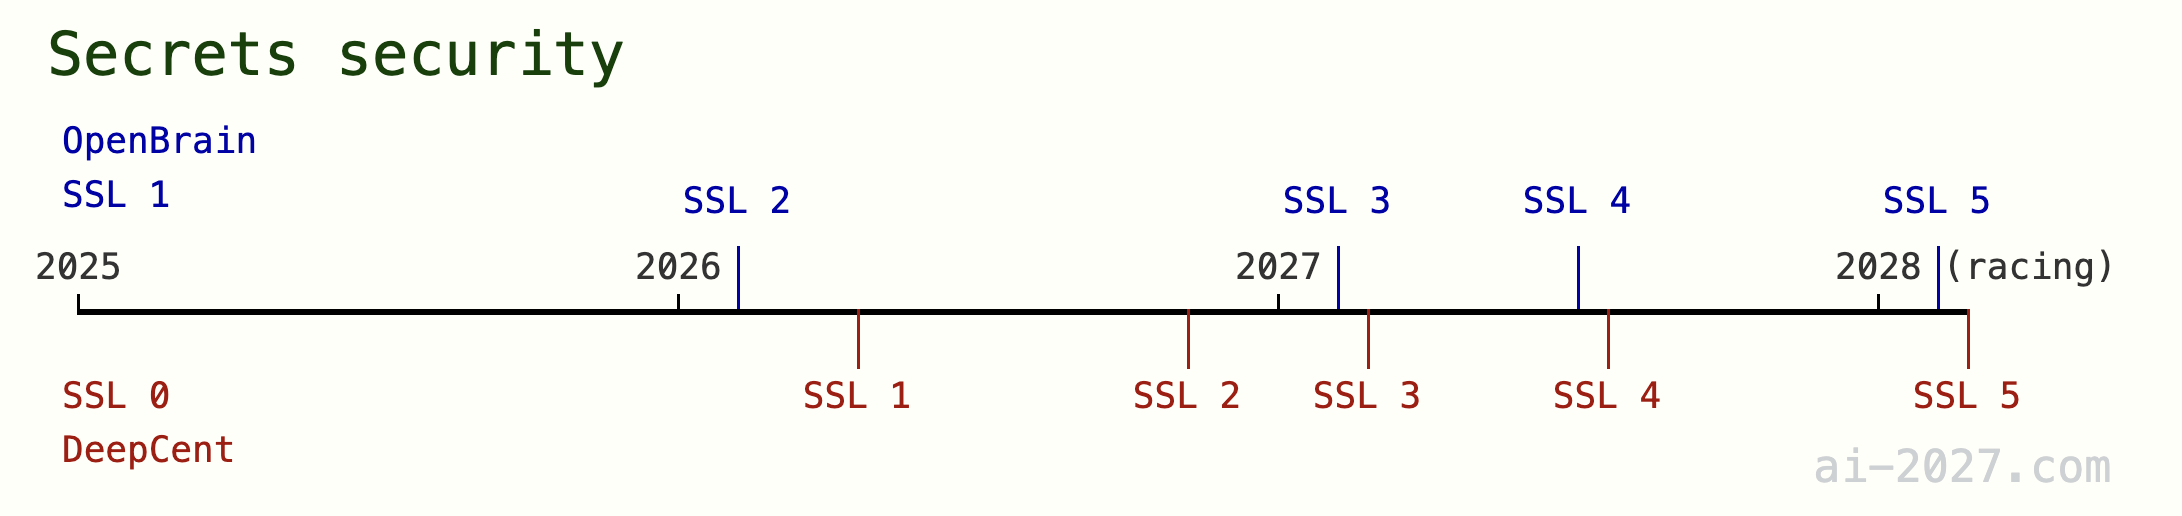 Secrets security
OpenBrain
SSL 1
SSL 2 SSL 3 SSL 4 SSL 5
2025 2026 2027 2028 (racing)
SSL 0 SSL 1 SSL 2 SSL 3 SSL 4 SSL 5
DeepCent
ai-2027.com